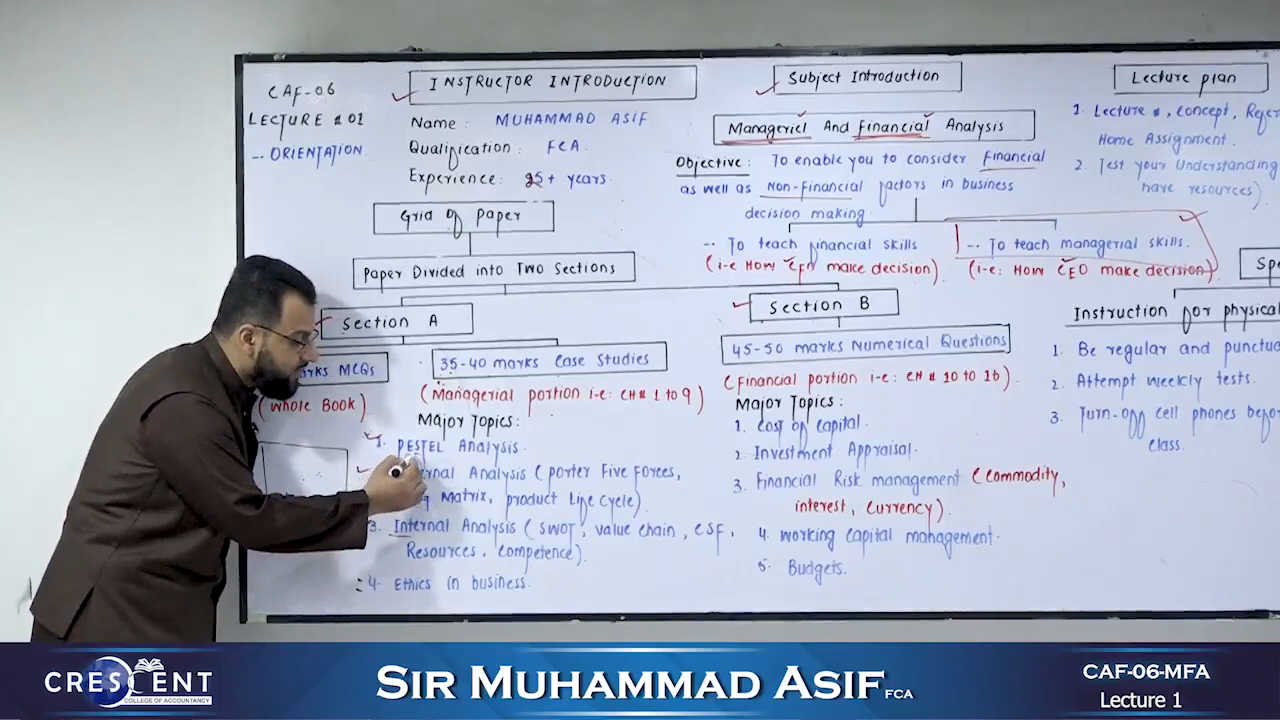 CAF-06
LECTURE # 01
-- ORIENTATION
INSTRUCTOR INTRODUCTION
Name: MUHAMMAD ASIF
Qualification: FCA
Experience: 25+ years
Grid of Paper
Paper Divided into Two Sections
Section A
MCQs
(Whole Book)
35-40 marks Case Studies
(Managerial portion i-e: CH # 1 to 9)
Major Topics:
1. PESTEL Analysis.
Analysis (porter Five Forces,
Matrix, product Life Cycle).
3. Internal Analysis (SWOT, value chain, CSF,
Resources, Competence).
4. Ethics in business.
Subject Introduction
Managerial And Financial Analysis
Objective: To enable you to consider Financial
as well as Non-Financial factors in business
decision making.
-- To teach financial skills
(i-e How CFO make decision).
-- To teach managerial skills.
(i-e: How CEO make decision)
Section B
45-50 marks Numerical Questions
(Financial portion i-e: CH # 10 to 16).
Major Topics:
1. Cost of capital.
2. Investment Appraisal.
3. Financial Risk management (Commodity,
interest, Currency).
4. Working Capital management.
5. Budgets.
Lecture plan
1. Lecture #, concept, Refer
Home Assignment.
2. Test your Understanding
have resources).
Spe
Instruction for physical
1. Be regular and punctua
2. Attempt weekly tests.
3. Turn-off cell phones befor
class.
CRESCENT
COLLEGE OF ACCOUNTANCY
SIR MUHAMMAD ASIF FCA
CAF-06-MFA
Lecture 1